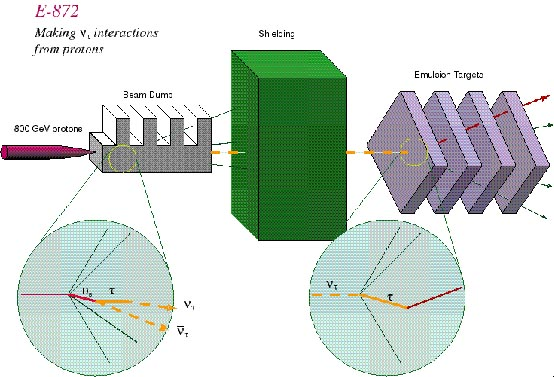 E-872
Making ντ interactions
from protons
Shielding
Emulsion Targets
Beam Dump
800 GeV protons
τ
ντ
ν̄τ
ντ
τ